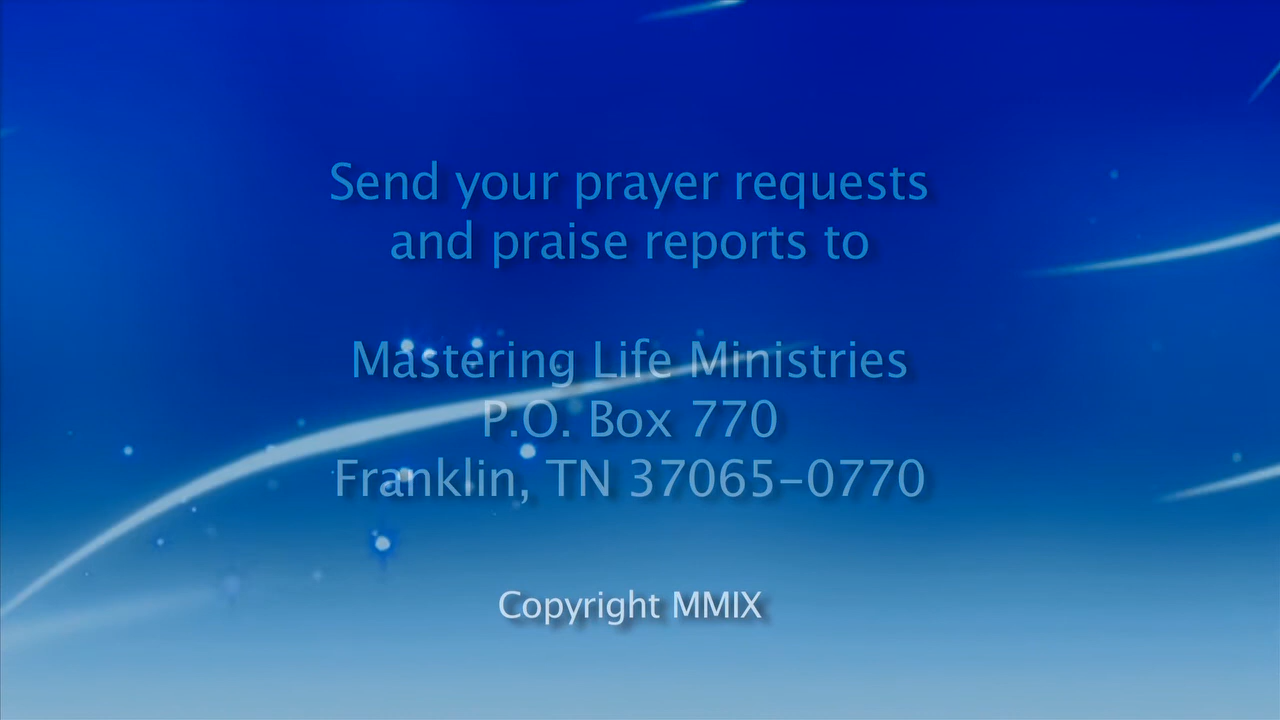 Send your prayer requests
and praise reports to
Mastering Life Ministries
P.O. Box 770
Franklin, TN 37065-0770
Copyright MMIX